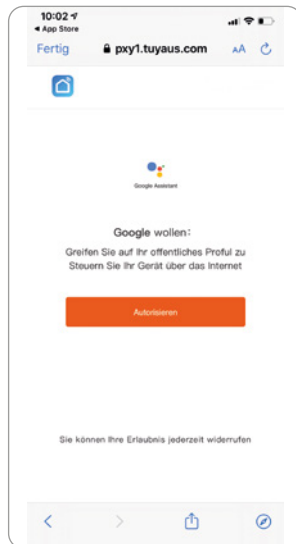 10:02
◀ App Store
Fertig pxy1.tuyaus.com AA
Google Assistant
Google wollen:
Greifen Sie auf Ihr offentliches Proful zu
Steuern Sie Ihr Gerät über das Internet
Autorisieren
Sie können Ihre Erlaubnis jederzeit widerrufen